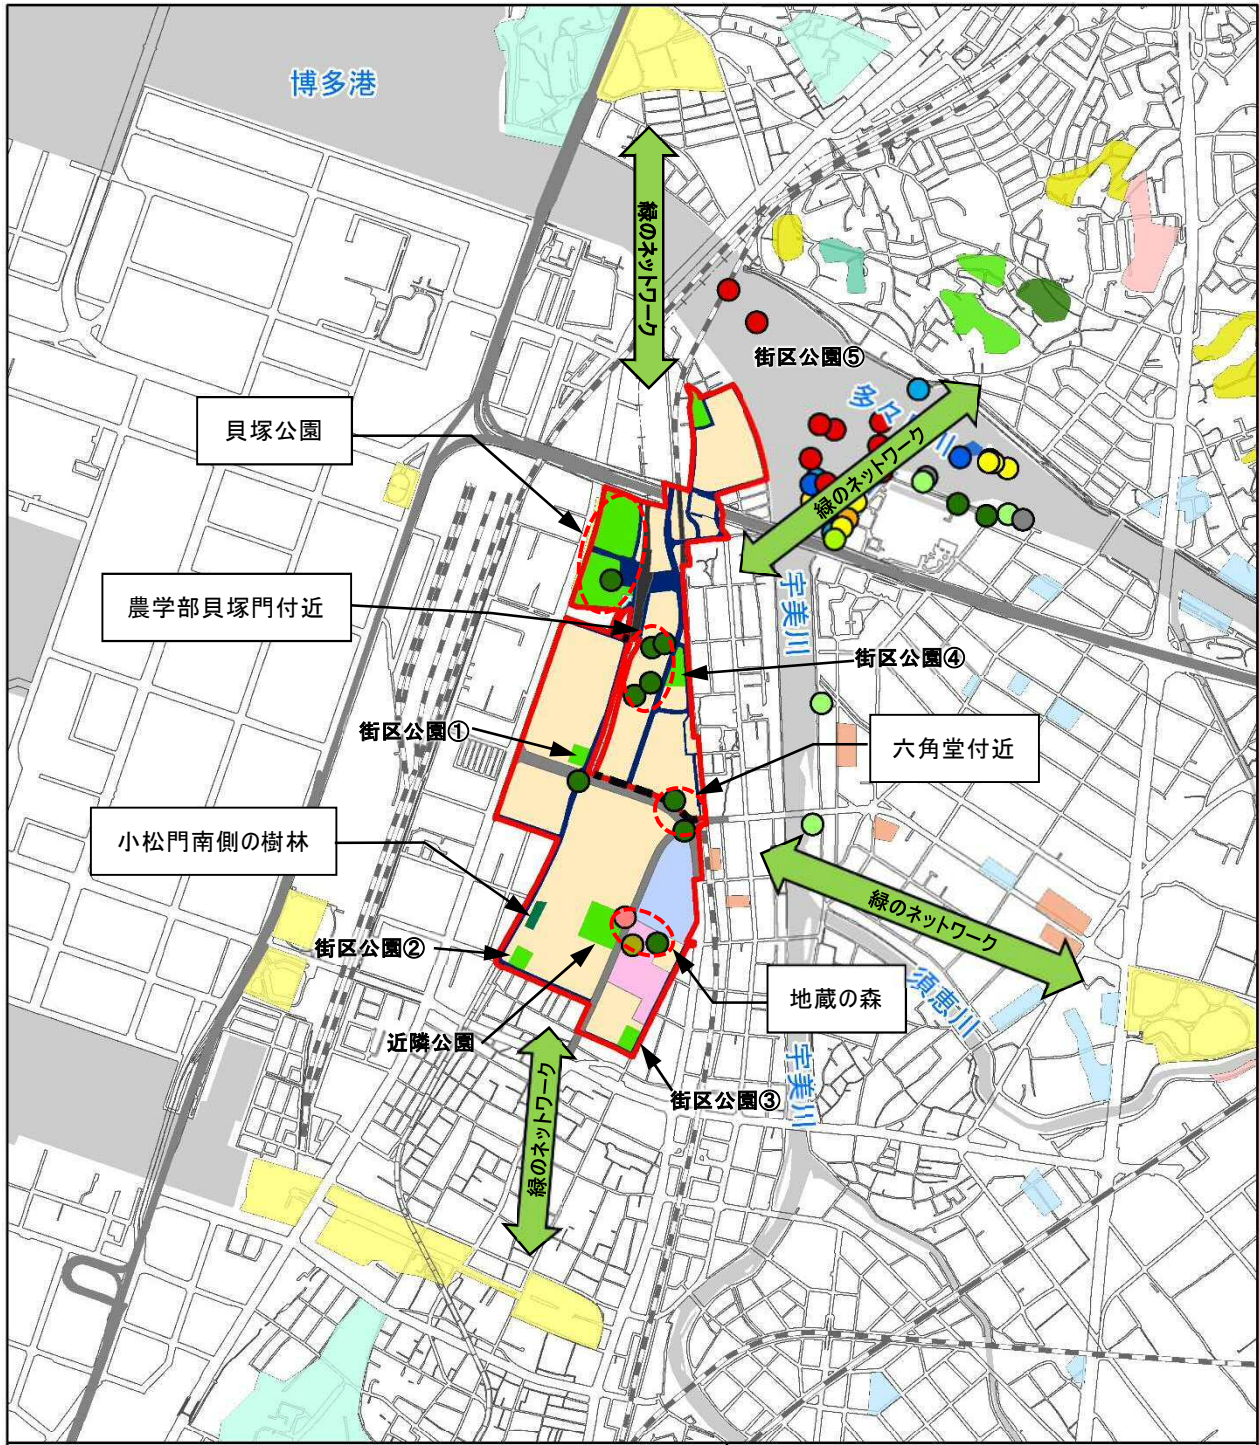 博多港
緑のネットワーク
街区公園⑤
多々
川
緑のネットワーク
貝塚公園
農学部貝塚門付近
宇美川
街区公園④
街区公園①
六角堂付近
小松門南側の樹林
緑のネットワーク
街区公園②
須恵川
地蔵の森
近隣公園
宇美川
街区公園③
緑のネットワーク